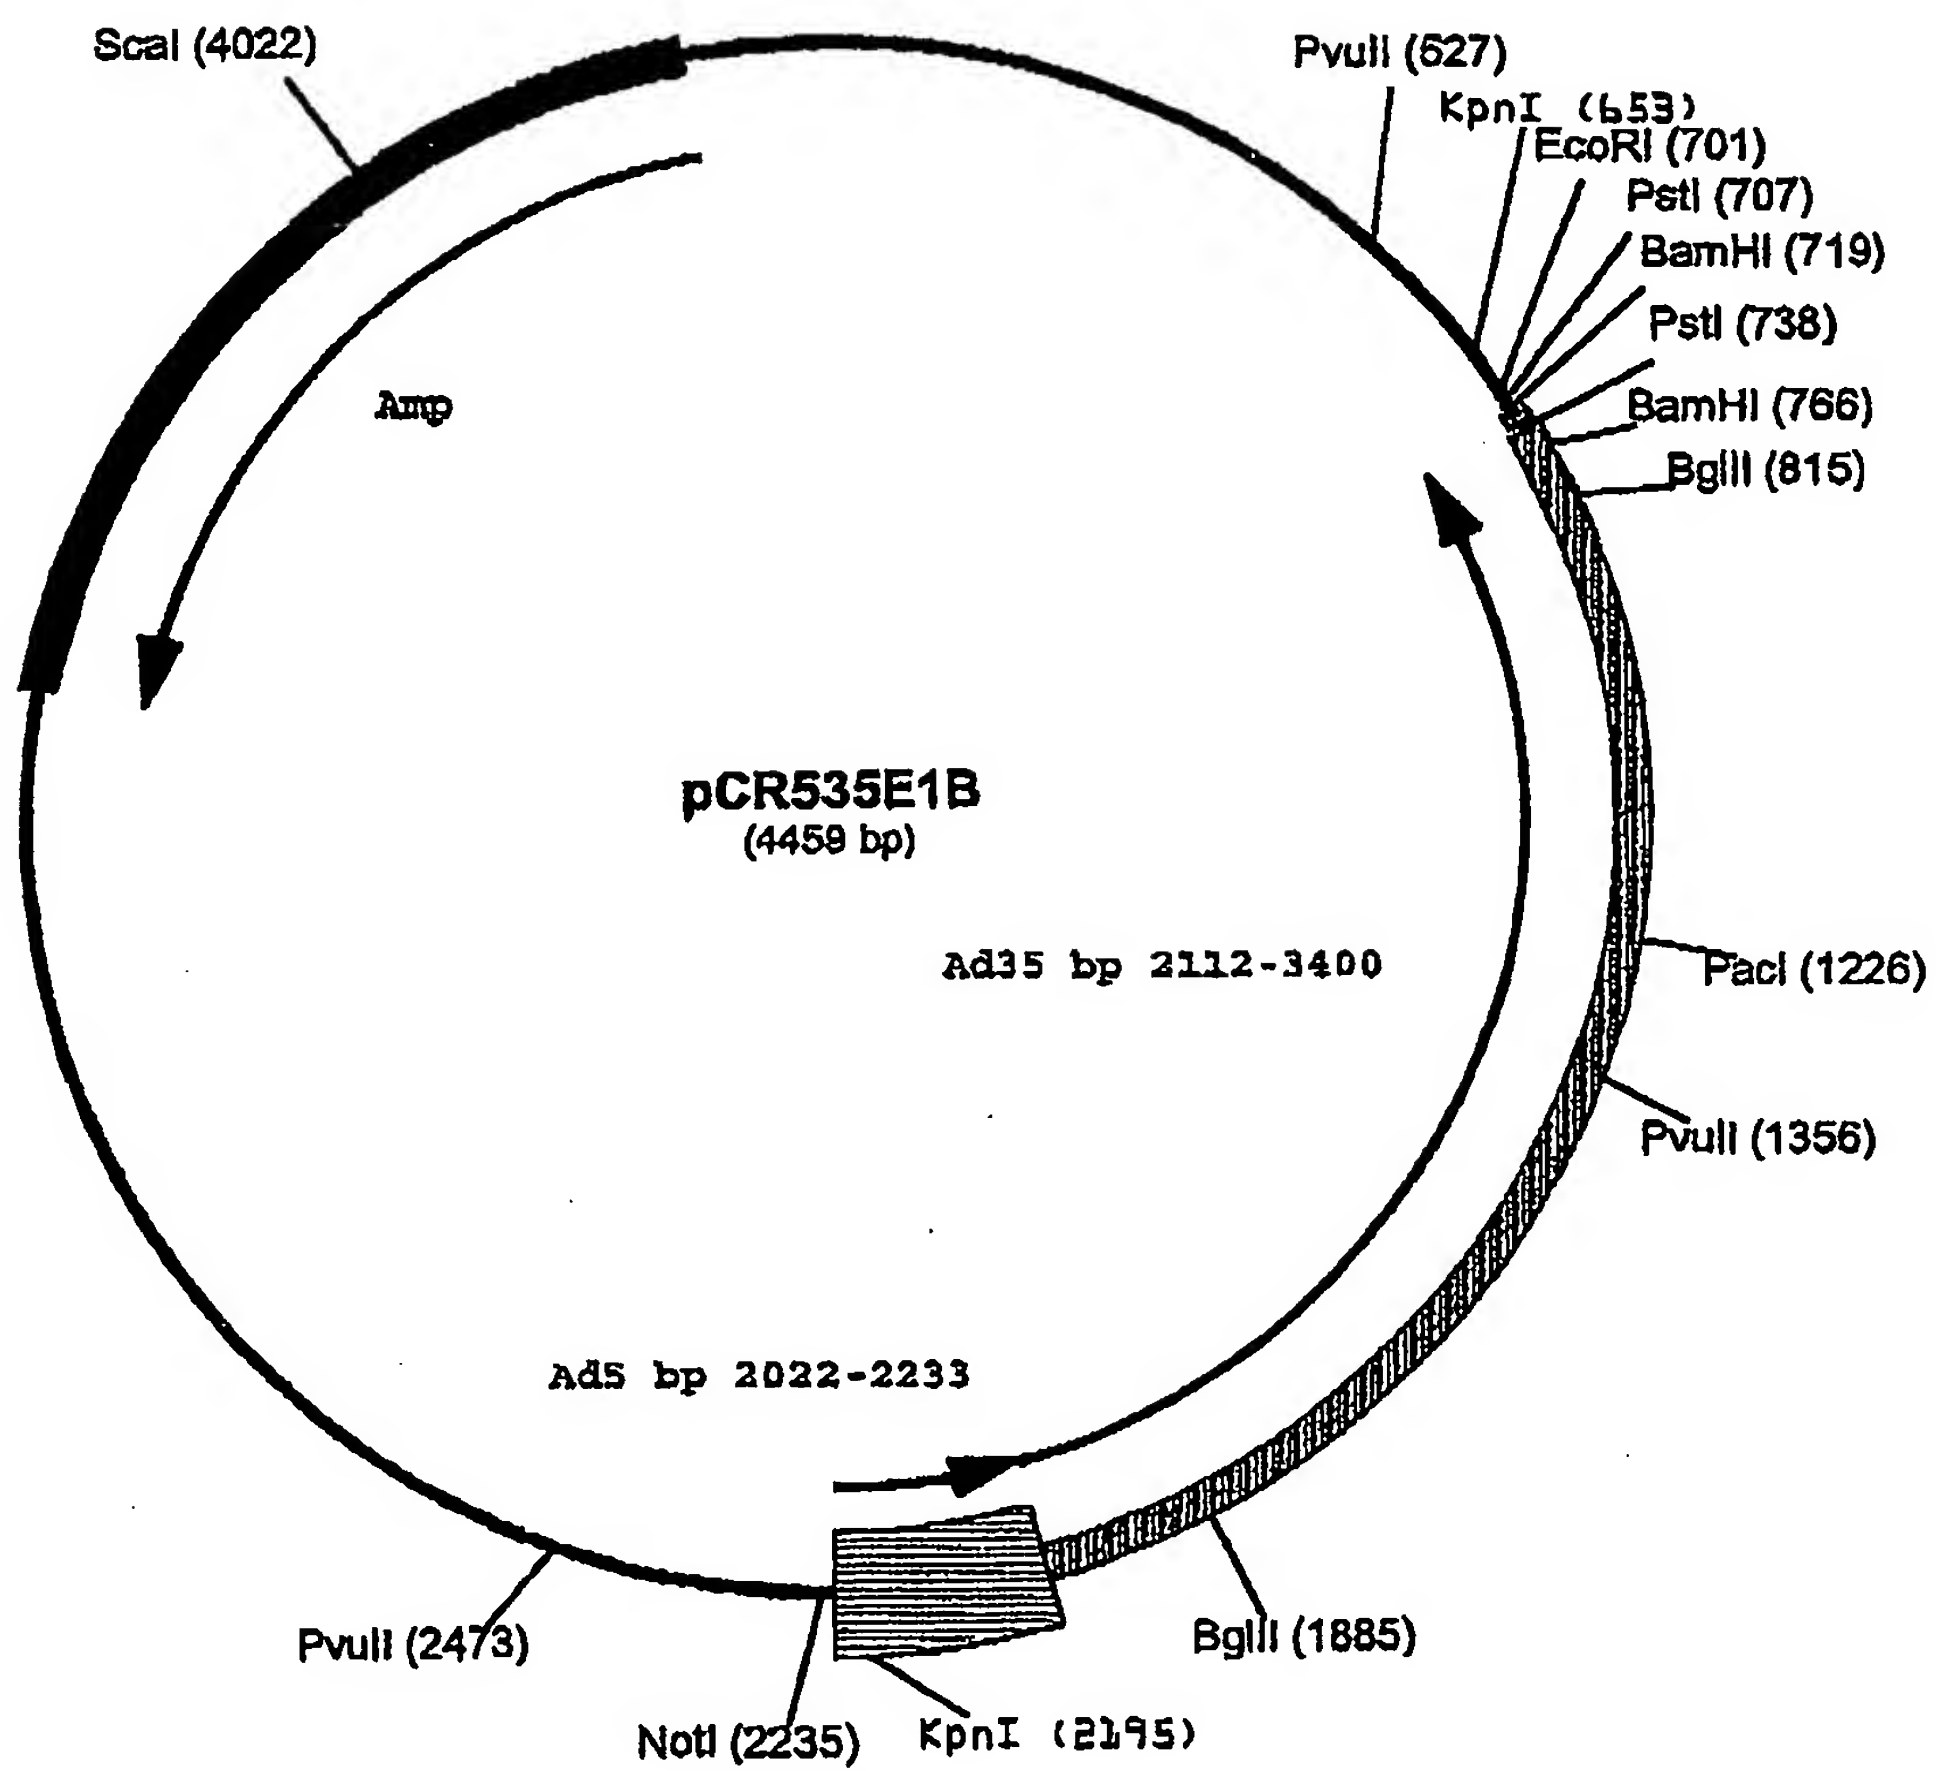 ScaI (4022)
PvuII (527)
KpnI (653)
EcoRI (701)
PstI (707)
BamHI (719)
PstI (738)
BamHI (766)
BglII (815)
Amp
pCR535E1B
(4459 bp)
Ad35 bp 2112-3400
PacI (1226)
PvuII (1356)
Ad5 bp 2022-2233
BglII (1885)
PvuII (2473)
NotI (2235)
KpnI (2195)